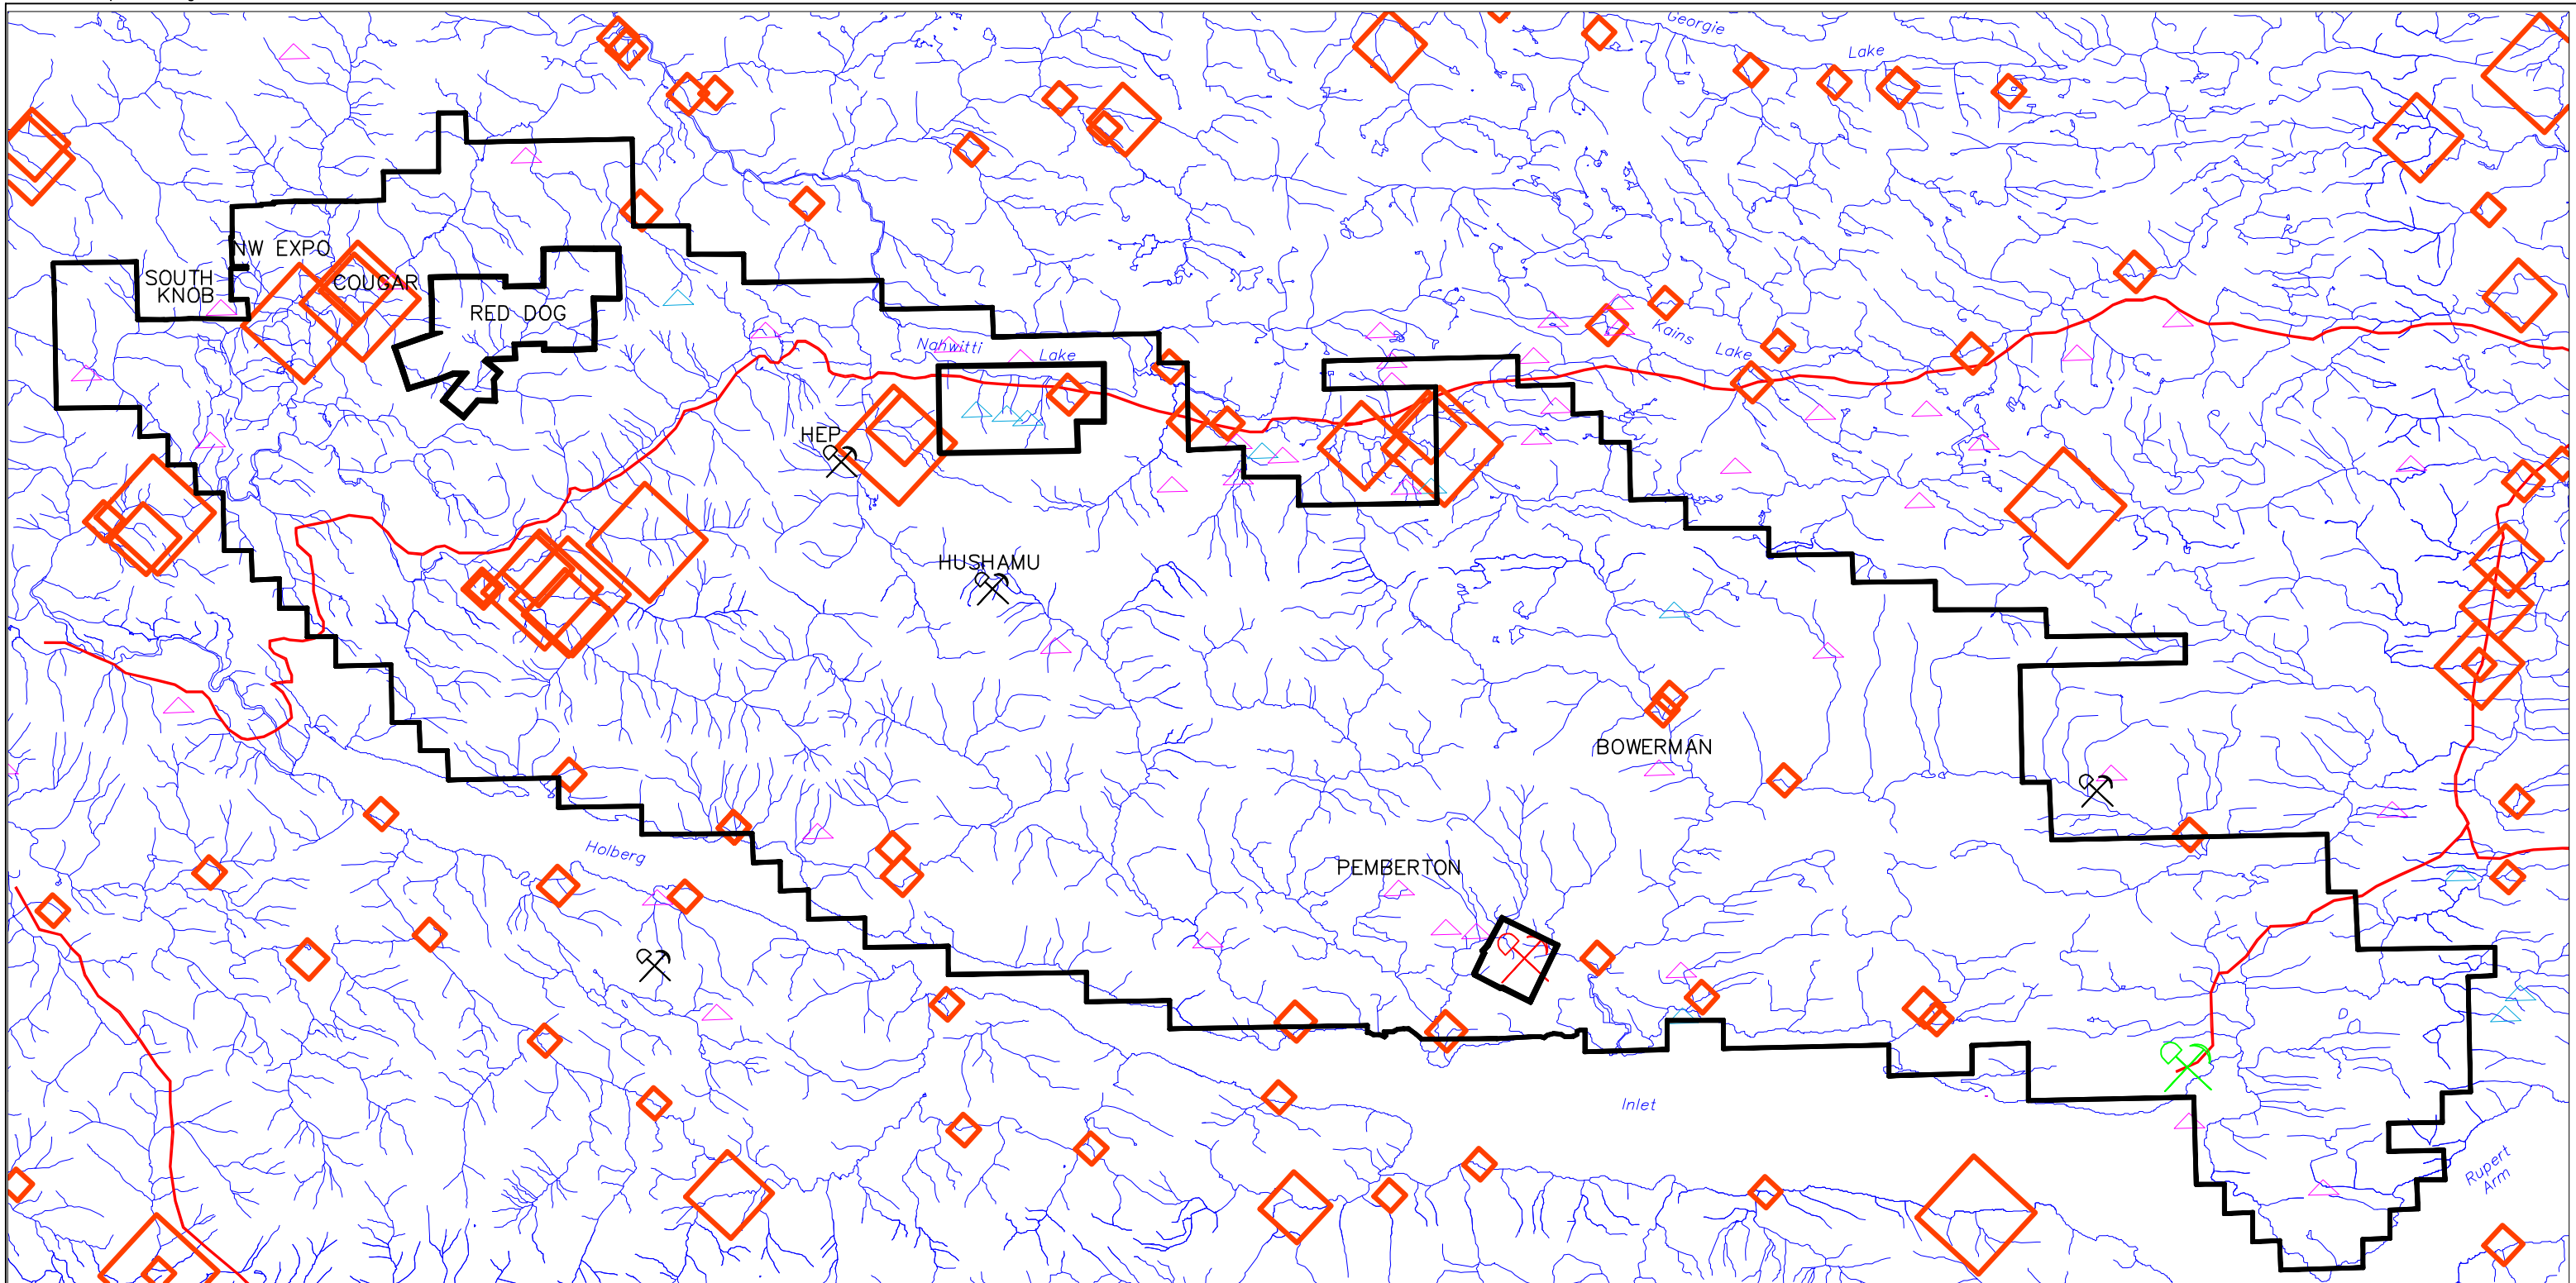 Georgie
Lake
NW EXPO
SOUTH
KNOB
COUGAR
RED DOG
Nahwitti
Lake
Kains
Lake
HEP
HUSHAMU
BOWERMAN
Holberg
PEMBERTON
Inlet
Rupert
Arm